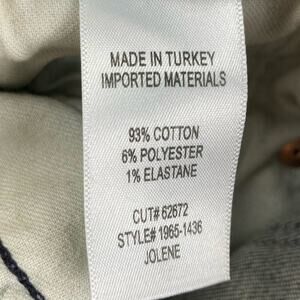 MADE IN TURKEY
IMPORTED MATERIALS
93% COTTON
6% POLYESTER
1% ELASTANE
CUT# 62672
STYLE# 1965-1436
JOLENE